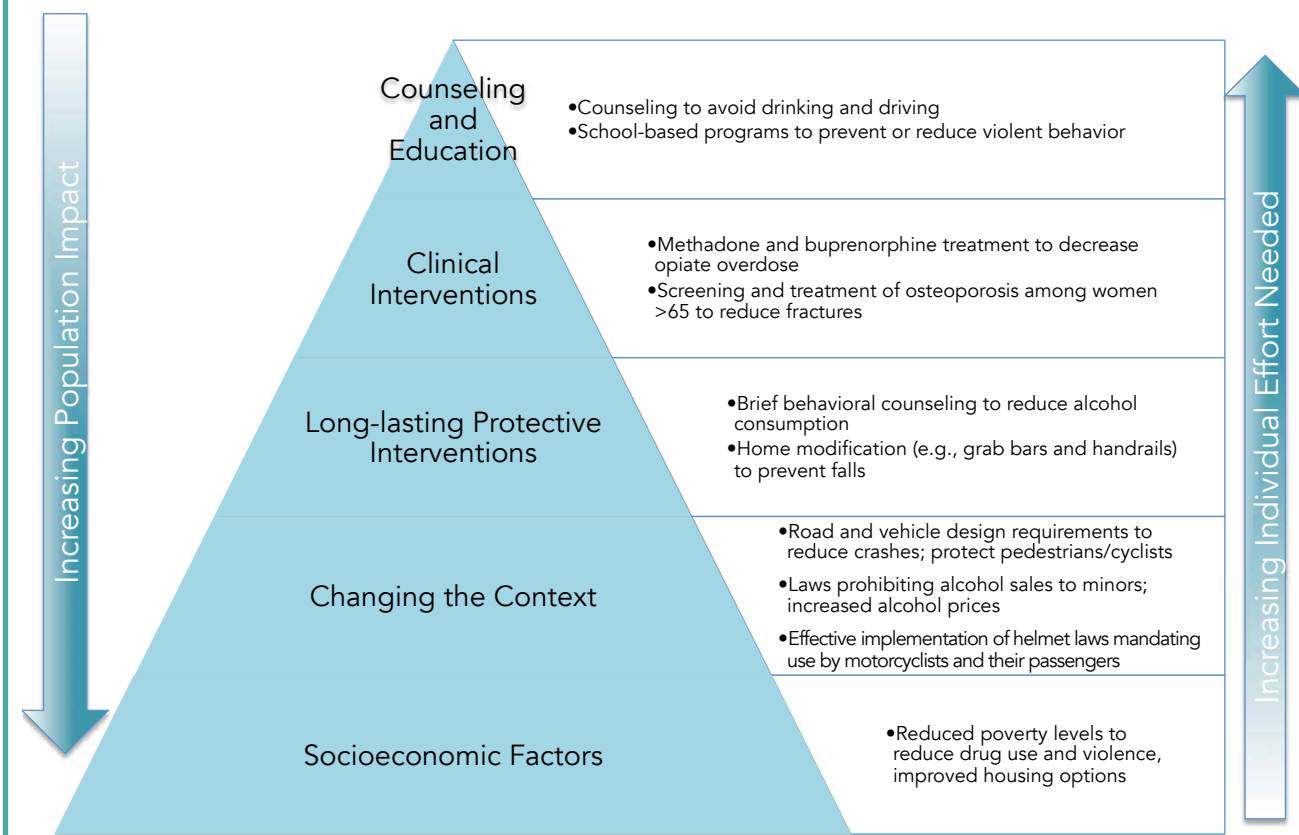 Increasing Population Impact
Counseling
and
Education
•Counseling to avoid drinking and driving
•School-based programs to prevent or reduce violent behavior
Clinical
Interventions
•Methadone and buprenorphine treatment to decrease
opiate overdose
•Screening and treatment of osteoporosis among women
>65 to reduce fractures
Long-lasting Protective
Interventions
•Brief behavioral counseling to reduce alcohol
consumption
•Home modification (e.g., grab bars and handrails)
to prevent falls
Changing the Context
•Road and vehicle design requirements to
reduce crashes; protect pedestrians/cyclists
•Laws prohibiting alcohol sales to minors;
increased alcohol prices
•Effective implementation of helmet laws mandating
use by motorcyclists and their passengers
Socioeconomic Factors
•Reduced poverty levels to
reduce drug use and violence,
improved housing options
Increasing Individual Effort Needed